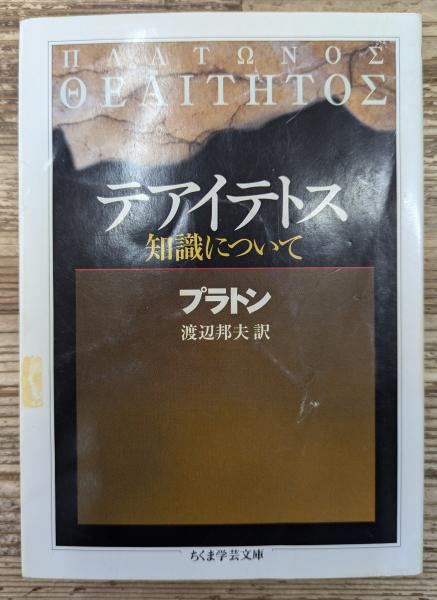 ΠΛΑΤΩΝΟΣ
ΘΕΑΙΤΗΤΟΣ
テアイテトス
知識について
プラトン
渡辺邦夫 訳
ちくま学芸文庫